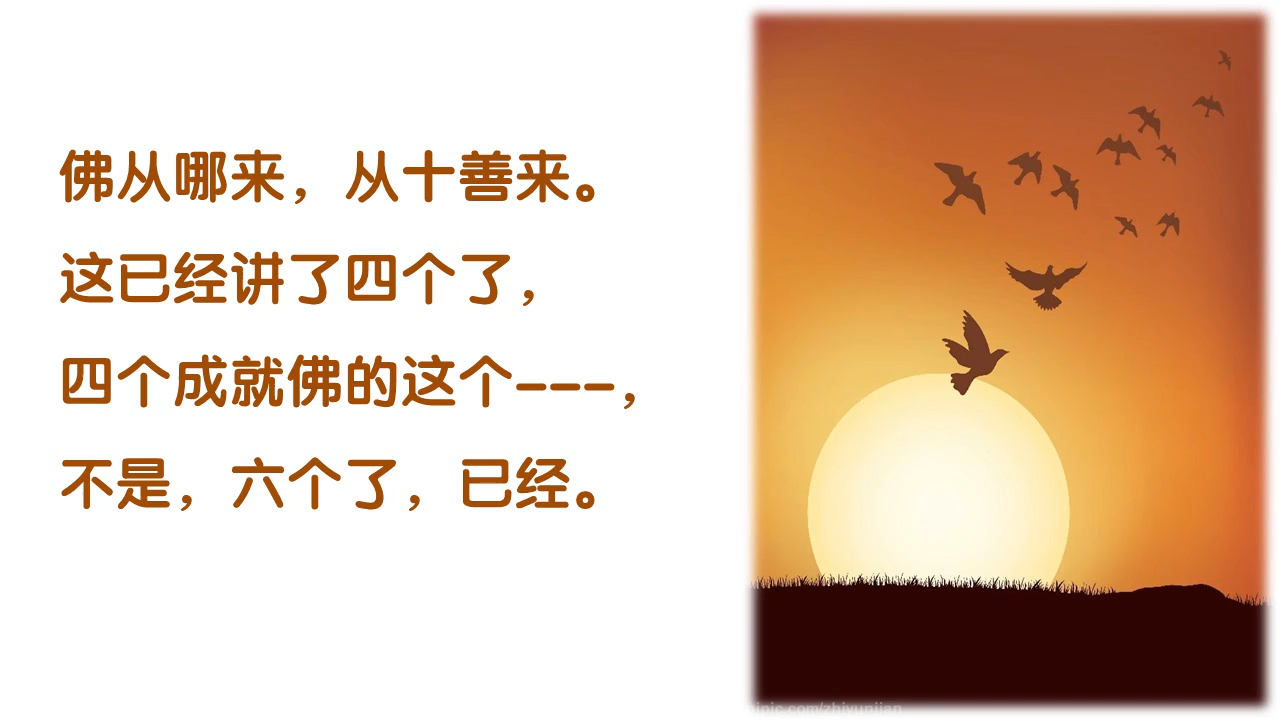 佛从哪来，从十善来。
这已经讲了四个了，
四个成就佛的这个---，
不是，六个了，已经。